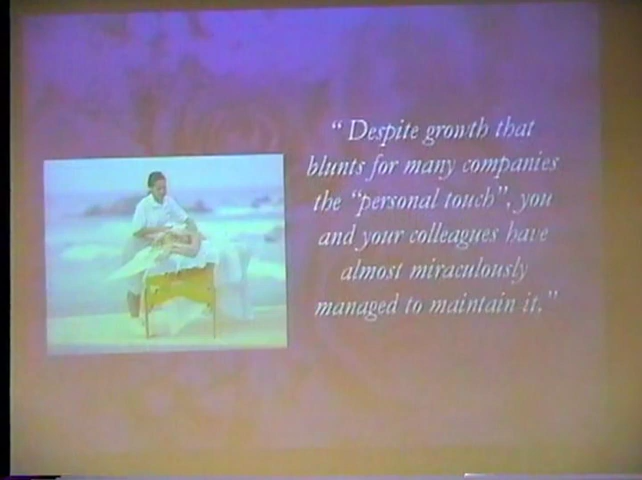 “ Despite growth that
blunts for many companies
the “personal touch”, you
and your colleagues have
almost miraculously
managed to maintain it.”